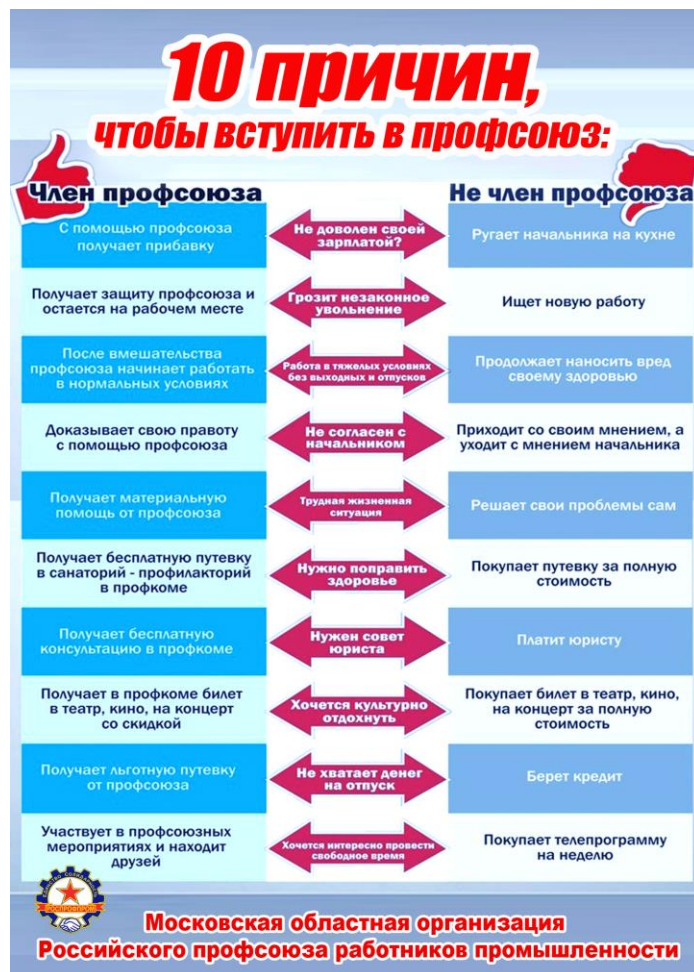 10 причин,
чтобы вступить в профсоюз:
Член профсоюза
Не член профсоюза
С помощью профсоюза
получает прибавку
Не доволен своей
зарплатой?
Ругает начальника на кухне
Получает защиту профсоюза и
остается на рабочем месте
Грозит незаконное
увольнение
Ищет новую работу
После вмешательства
профсоюза начинает работать
в нормальных условиях
Работа в тяжелых условиях
без выходных и отпусков
Продолжает наносить вред
своему здоровью
Доказывает свою правоту
с помощью профсоюза
Не согласен с
начальником
Приходит со своим мнением, а
уходит с мнением начальника
Получает материальную
помощь от профсоюза
Трудная жизненная
ситуация
Решает свои проблемы сам
Получает бесплатную путевку
в санаторий - профилакторий
в профкоме
Нужно поправить
здоровье
Покупает путевку за полную
стоимость
Получает бесплатную
консультацию в профкоме
Нужен совет
юриста
Платит юристу
Получает в профкоме билет
в театр, кино, на концерт
со скидкой
Хочется культурно
отдохнуть
Покупает билет в театр, кино,
на концерт за полную
стоимость
Получает льготную путевку
от профсоюза
Не хватает денег
на отпуск
Берет кредит
Участвует в профсоюзных
мероприятиях и находит
друзей
Хочется интересно провести
свободное время
Покупает телепрограмму
на неделю
Московская областная организация
Российского профсоюза работников промышленности